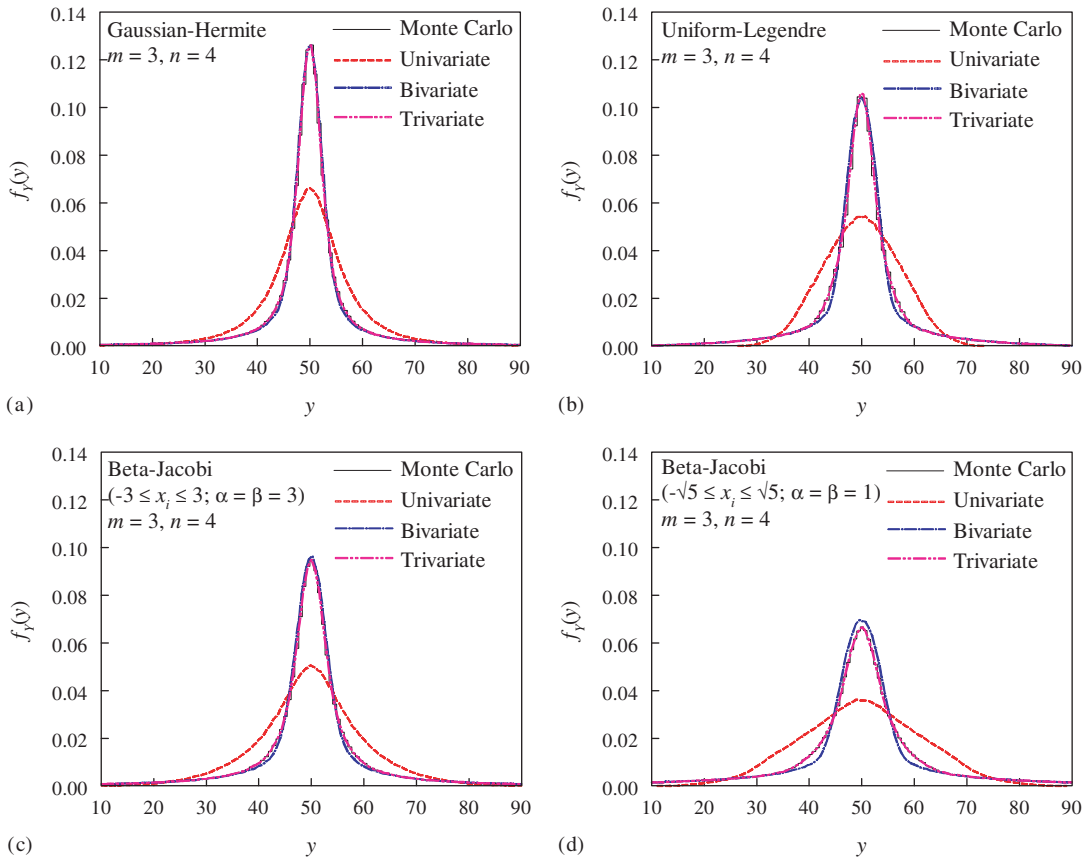 0.14
0.12
0.10
0.08
0.06
0.04
0.02
0.00
f_Y(y)
Gaussian-Hermite
m = 3, n = 4
Monte Carlo
Univariate
Bivariate
Trivariate
10 20 30 40 50 60 70 80 90
(a)
y
0.14
0.12
0.10
0.08
0.06
0.04
0.02
0.00
f_Y(y)
Uniform-Legendre
m = 3, n = 4
Monte Carlo
Univariate
Bivariate
Trivariate
10 20 30 40 50 60 70 80 90
(b)
y
0.14
0.12
0.10
0.08
0.06
0.04
0.02
0.00
f_Y(y)
Beta-Jacobi
(-3 ≤ x_i ≤ 3; α = β = 3)
m = 3, n = 4
Monte Carlo
Univariate
Bivariate
Trivariate
10 20 30 40 50 60 70 80 90
(c)
y
0.14
0.12
0.10
0.08
0.06
0.04
0.02
0.00
f_Y(y)
Beta-Jacobi
(-√5 ≤ x_i ≤ √5; α = β = 1)
m = 3, n = 4
Monte Carlo
Univariate
Bivariate
Trivariate
10 20 30 40 50 60 70 80 90
(d)
y